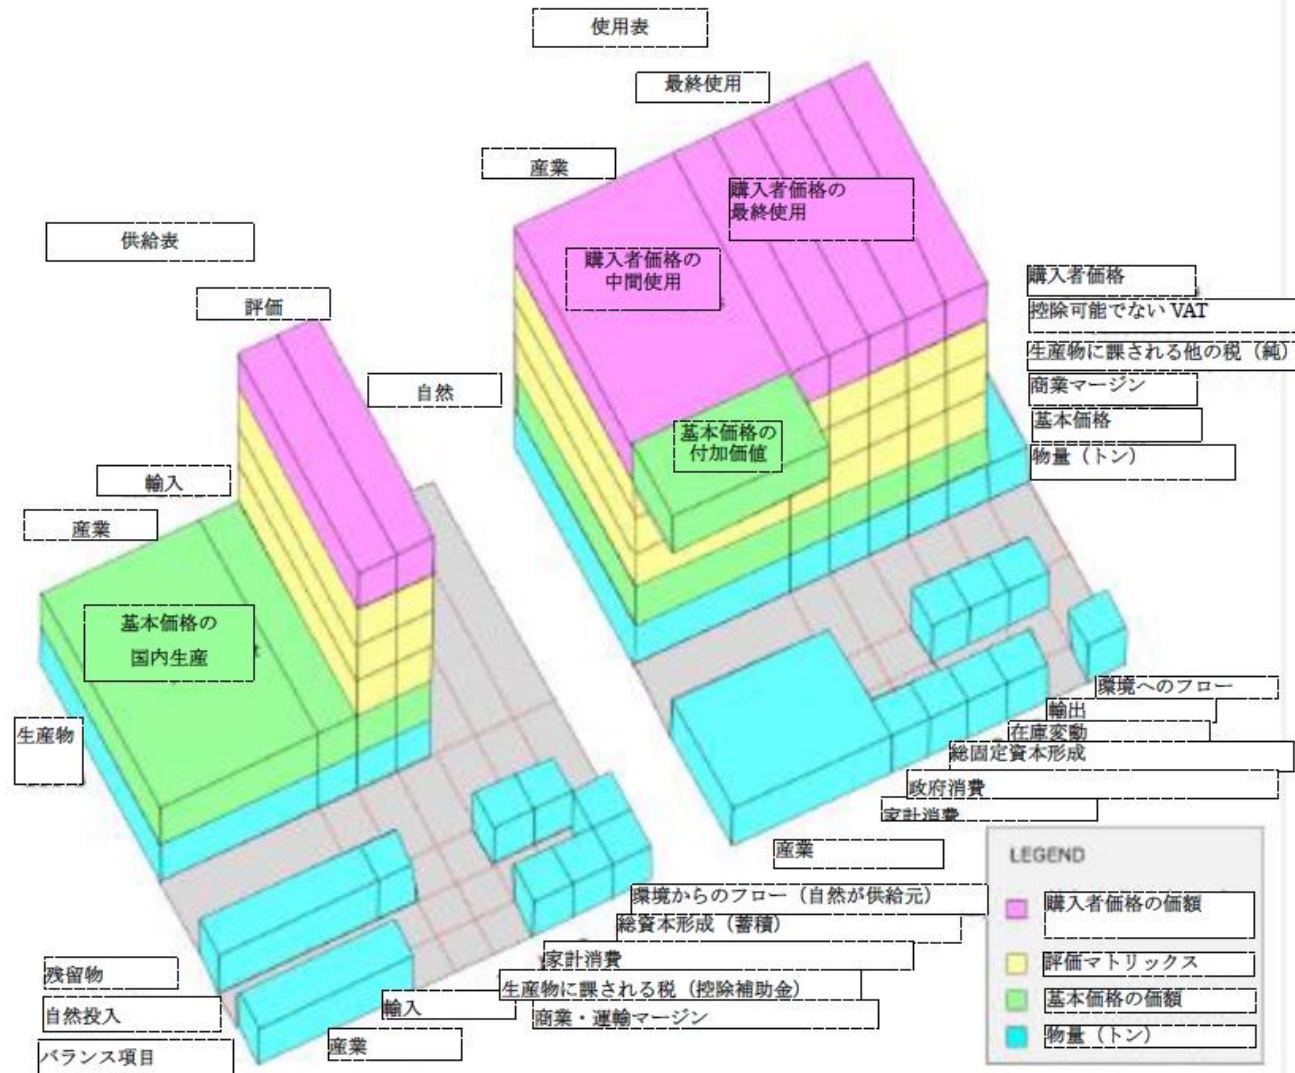 使用表
最終使用
産業
購入者価格の
最終使用
購入者価格の
中間使用
基本価格の
付加価値
供給表
評価
自然
輸入
産業
基本価格の
国内生産
生産物
購入者価格
控除可能でない VAT
生産物に課される他の税（純）
商業マージン
基本価格
物量（トン）
環境へのフロー
輸出
在庫変動
総固定資本形成
政府消費
家計消費
産業
環境からのフロー（自然が供給元）
総資本形成（蓄積）
家計消費
生産物に課される税（控除補助金）
商業・運輸マージン
輸入
産業
残留物
自然投入
バランス項目
LEGEND
購入者価格の価額
評価マトリックス
基本価格の価額
物量（トン）